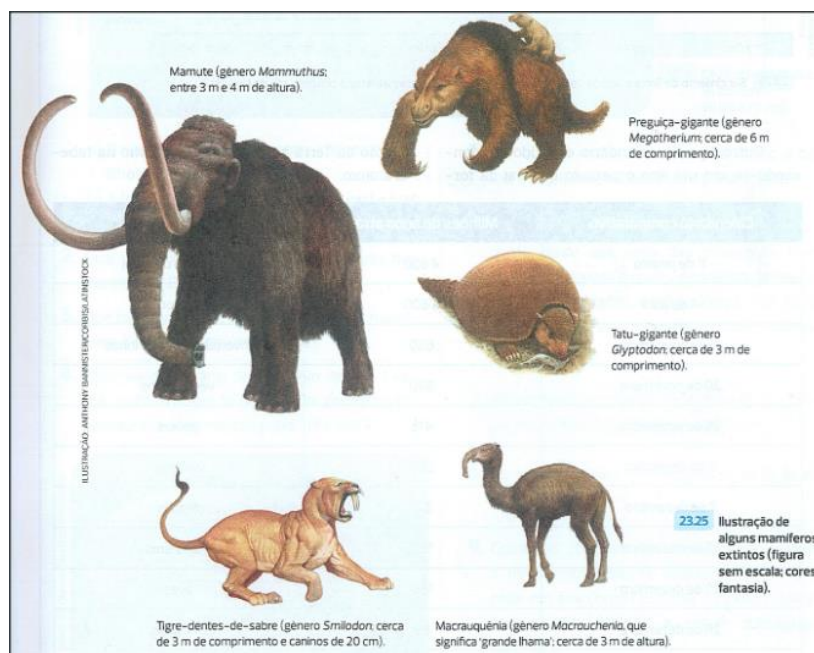 Mamute (gênero Mammuthus;
entre 3 m e 4 m de altura).
Preguiça-gigante (gênero
Megatherium; cerca de 6 m
de comprimento).
Tatu-gigante (gênero
Glyptodon; cerca de 3 m de
comprimento).
ILUSTRAÇÃO: ANTHONY BANNISTER/CORBIS/LATINSTOCK
23.25 Ilustração de
alguns mamíferos
extintos (figura
sem escala; cores
fantasia).
Tigre-dentes-de-sabre (gênero Smilodon; cerca
de 3 m de comprimento e caninos de 20 cm).
Macrauquênia (gênero Macrauchenia, que
significa 'grande lhama'; cerca de 3 m de altura).